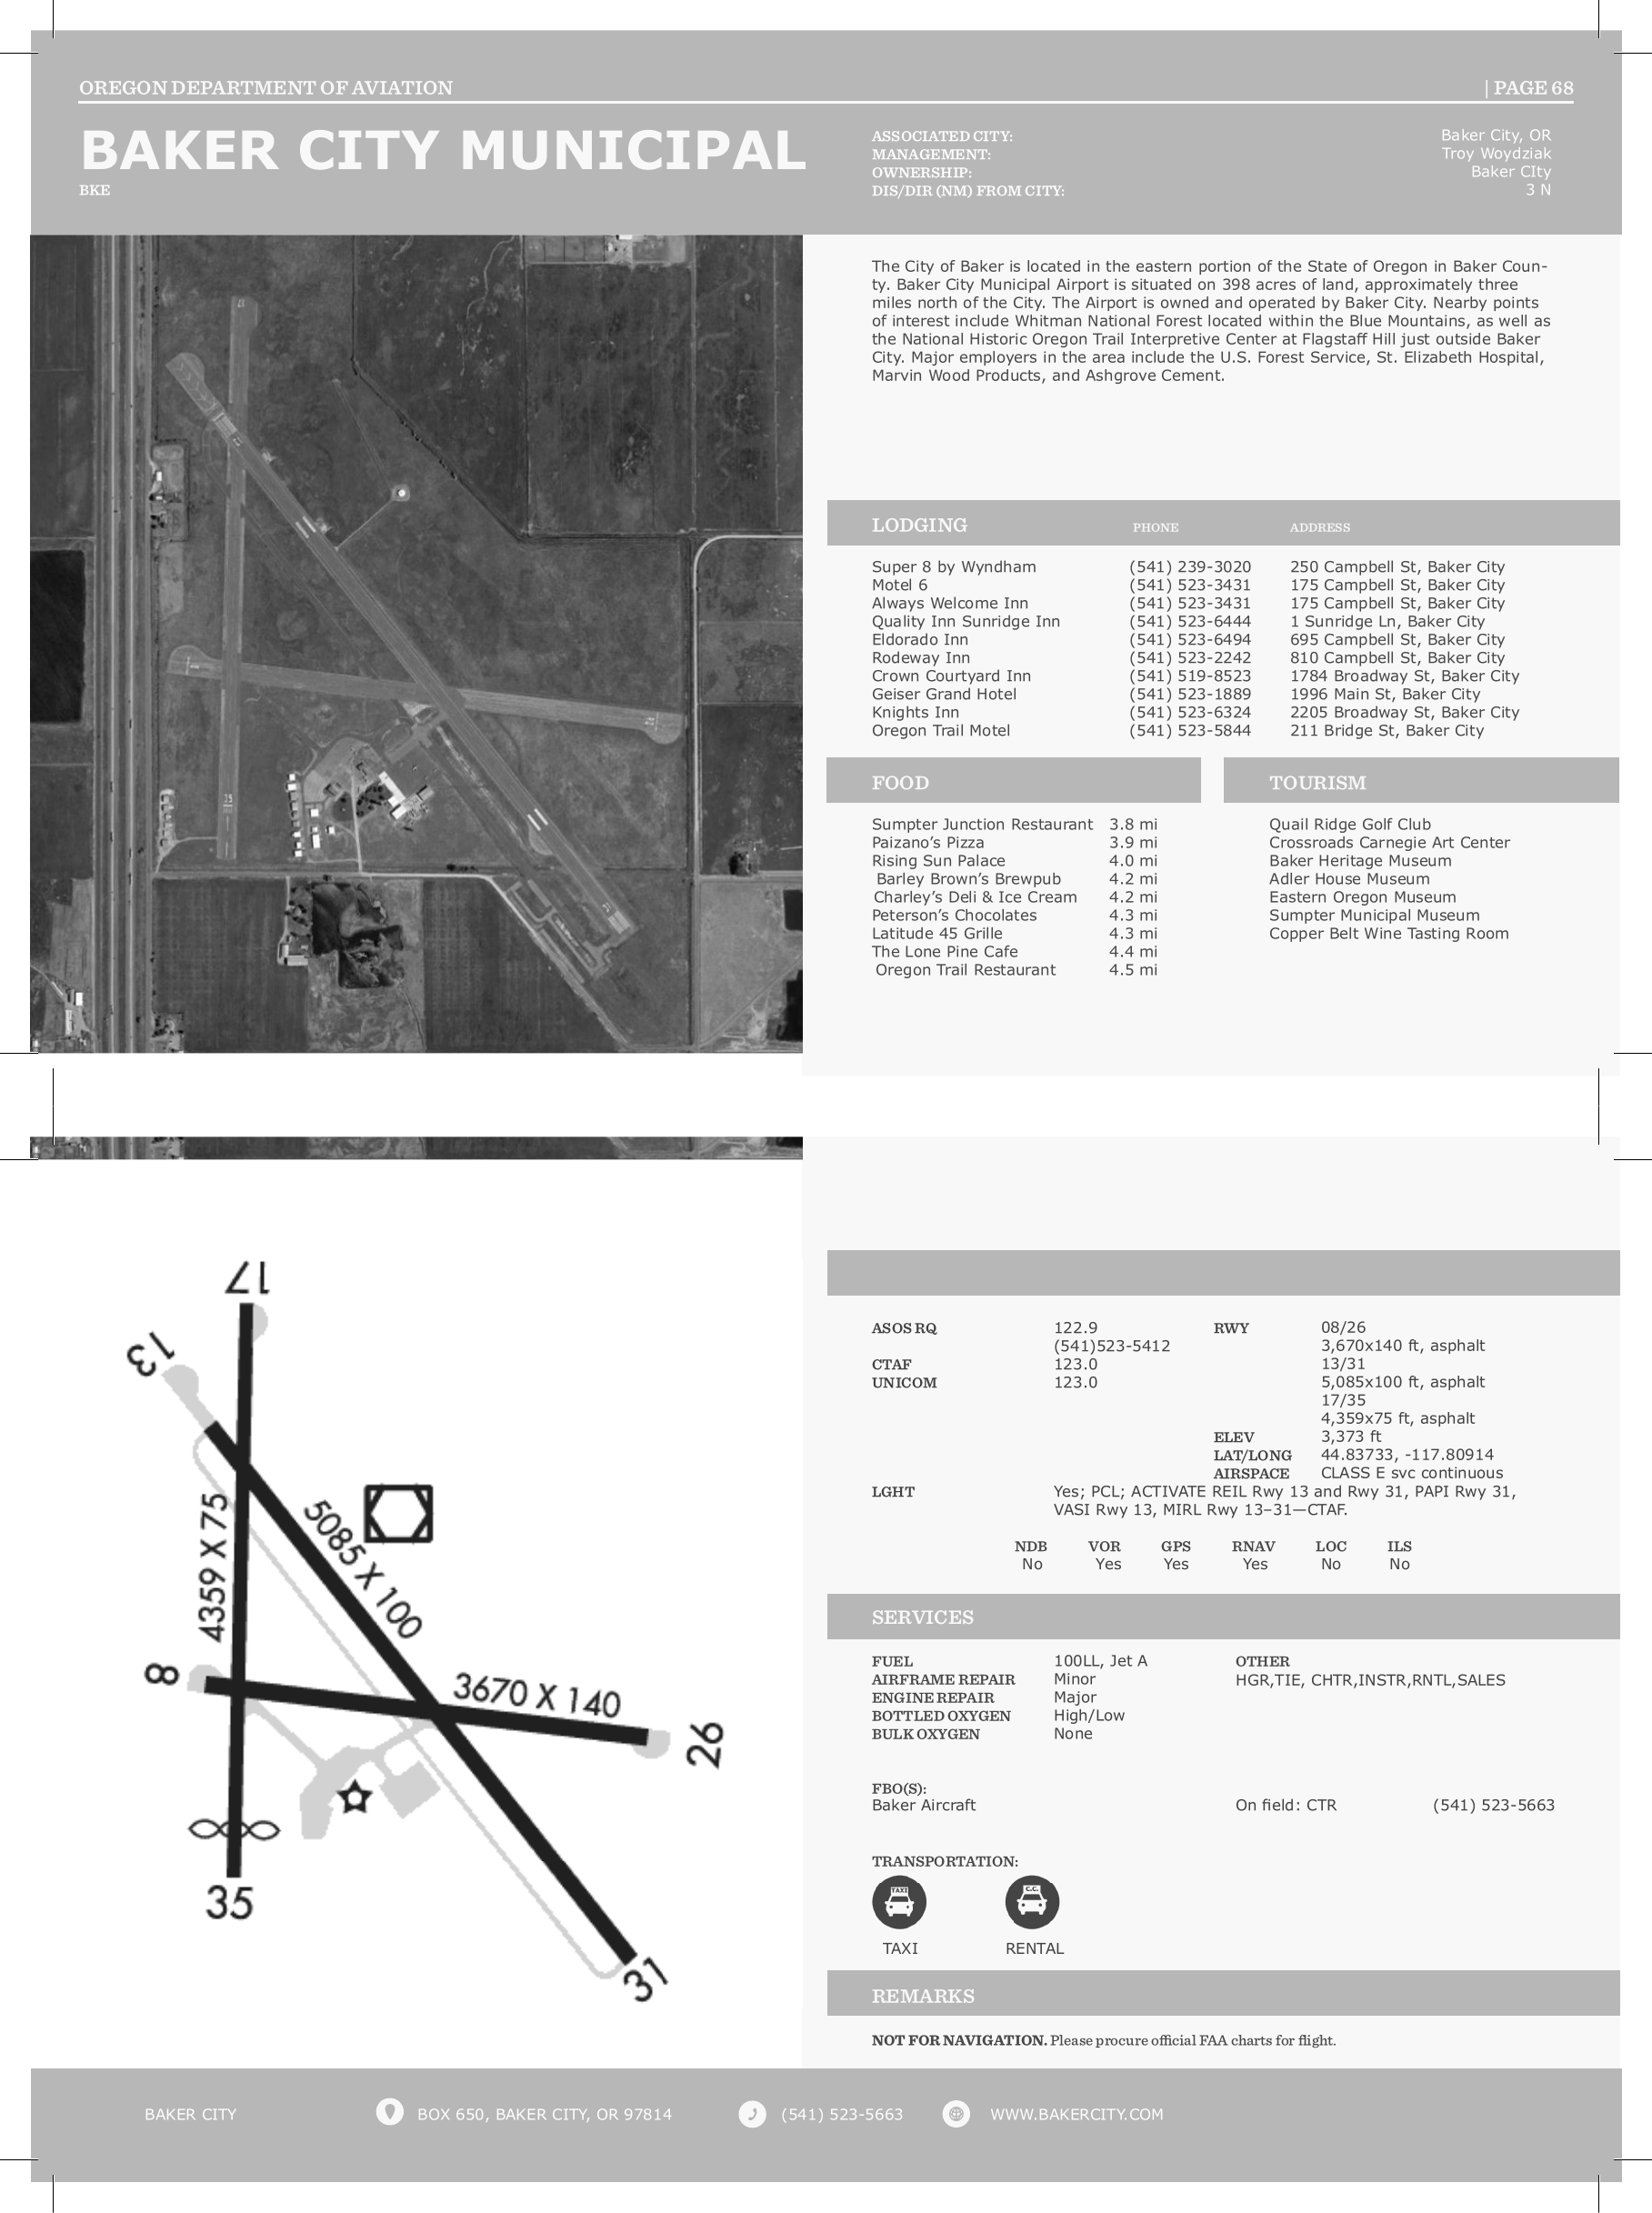 OREGON DEPARTMENT OF AVIATION | PAGE 68
BAKER CITY MUNICIPAL
BKE
ASSOCIATED CITY: Baker City, OR
MANAGEMENT: Troy Woydziak
OWNERSHIP: Baker CIty
DIS/DIR (NM) FROM CITY: 3 N
The City of Baker is located in the eastern portion of the State of Oregon in Baker Coun-
ty. Baker City Municipal Airport is situated on 398 acres of land, approximately three
miles north of the City. The Airport is owned and operated by Baker City. Nearby points
of interest include Whitman National Forest located within the Blue Mountains, as well as
the National Historic Oregon Trail Interpretive Center at Flagstaff Hill just outside Baker
City. Major employers in the area include the U.S. Forest Service, St. Elizabeth Hospital,
Marvin Wood Products, and Ashgrove Cement.
LODGING PHONE ADDRESS
Super 8 by Wyndham (541) 239-3020 250 Campbell St, Baker City
Motel 6 (541) 523-3431 175 Campbell St, Baker City
Always Welcome Inn (541) 523-3431 175 Campbell St, Baker City
Quality Inn Sunridge Inn (541) 523-6444 1 Sunridge Ln, Baker City
Eldorado Inn (541) 523-6494 695 Campbell St, Baker City
Rodeway Inn (541) 523-2242 810 Campbell St, Baker City
Crown Courtyard Inn (541) 519-8523 1784 Broadway St, Baker City
Geiser Grand Hotel (541) 523-1889 1996 Main St, Baker City
Knights Inn (541) 523-6324 2205 Broadway St, Baker City
Oregon Trail Motel (541) 523-5844 211 Bridge St, Baker City
FOOD
Sumpter Junction Restaurant 3.8 mi
Paizano’s Pizza 3.9 mi
Rising Sun Palace 4.0 mi
Barley Brown’s Brewpub 4.2 mi
Charley’s Deli & Ice Cream 4.2 mi
Peterson’s Chocolates 4.3 mi
Latitude 45 Grille 4.3 mi
The Lone Pine Cafe 4.4 mi
Oregon Trail Restaurant 4.5 mi
TOURISM
Quail Ridge Golf Club
Crossroads Carnegie Art Center
Baker Heritage Museum
Adler House Museum
Eastern Oregon Museum
Sumpter Municipal Museum
Copper Belt Wine Tasting Room
17
13
4359 X 75
5085 X 100
8
3670 X 140
26
35
31
ASOS RQ 122.9
(541)523-5412
CTAF 123.0
UNICOM 123.0
RWY 08/26
3,670x140 ft, asphalt
13/31
5,085x100 ft, asphalt
17/35
4,359x75 ft, asphalt
ELEV 3,373 ft
LAT/LONG 44.83733, -117.80914
AIRSPACE CLASS E svc continuous
LGHT Yes; PCL; ACTIVATE REIL Rwy 13 and Rwy 31, PAPI Rwy 31,
VASI Rwy 13, MIRL Rwy 13–31—CTAF.
NDB VOR GPS RNAV LOC ILS
No Yes Yes Yes No No
SERVICES
FUEL 100LL, Jet A
AIRFRAME REPAIR Minor
ENGINE REPAIR Major
BOTTLED OXYGEN High/Low
BULK OXYGEN None
OTHER
HGR,TIE, CHTR,INSTR,RNTL,SALES
FBO(S):
Baker Aircraft On field: CTR (541) 523-5663
TRANSPORTATION:
TAXI C.C.
TAXI RENTAL
REMARKS
NOT FOR NAVIGATION. Please procure official FAA charts for flight.
BAKER CITY BOX 650, BAKER CITY, OR 97814 (541) 523-5663 WWW.BAKERCITY.COM